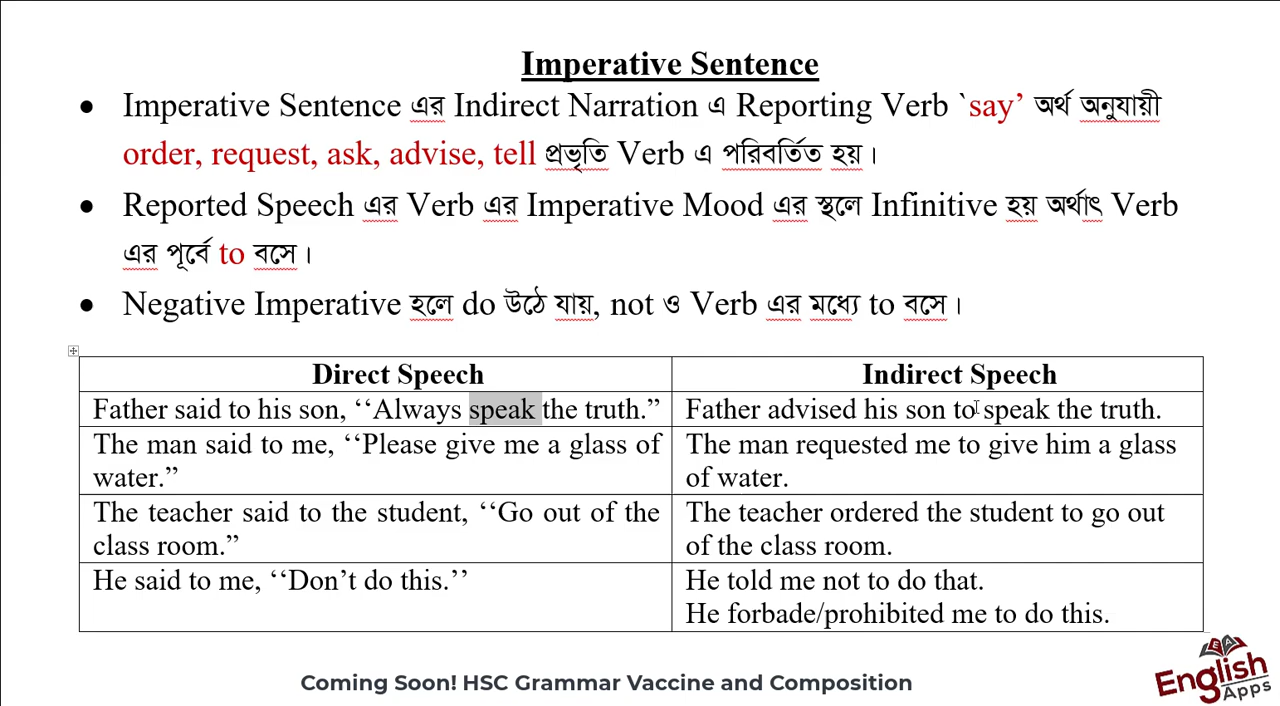 Imperative Sentence
• Imperative Sentence এর Indirect Narration এ Reporting Verb `say’ অর্থ অনুযায়ী
order, request, ask, advise, tell প্রভৃতি Verb এ পরিবর্তিত হয়।
• Reported Speech এর Verb এর Imperative Mood এর স্থলে Infinitive হয় অর্থাৎ Verb
এর পূর্বে to বসে।
• Negative Imperative হলে do উঠে যায়, not ও Verb এর মধ্যে to বসে।
Direct Speech Indirect Speech
Father said to his son, ‘‘Always speak the truth.” Father advised his son to speak the truth.
The man said to me, ‘‘Please give me a glass of
water.”
The man requested me to give him a glass
of water.
The teacher said to the student, ‘‘Go out of the
class room.”
The teacher ordered the student to go out
of the class room.
He said to me, ‘‘Don’t do this.’’
He told me not to do that.
He forbade/prohibited me to do this.
Coming Soon! HSC Grammar Vaccine and Composition
EA
English
Apps